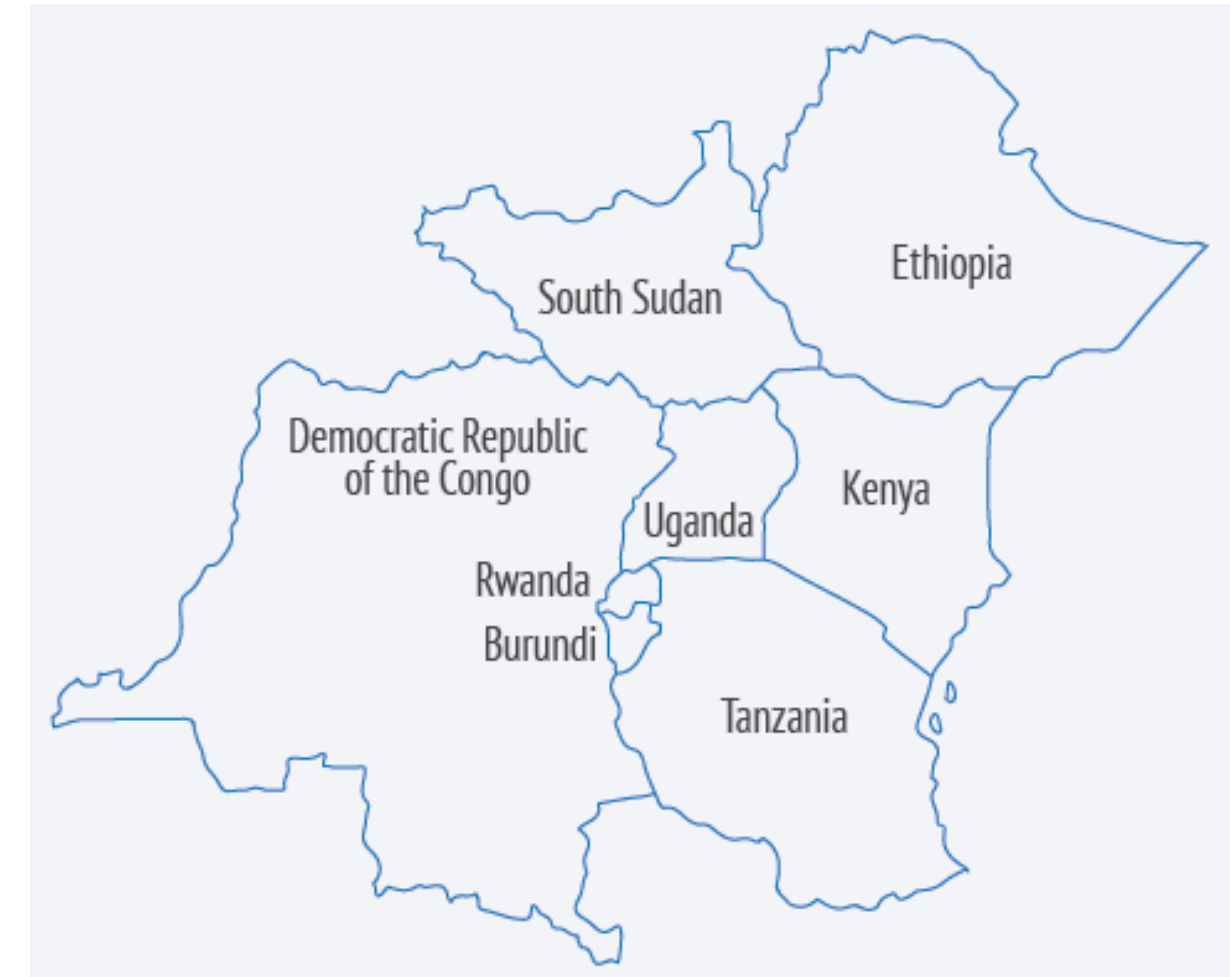 Ethiopia
South Sudan
Democratic Republic
of the Congo
Kenya
Uganda
Rwanda
Burundi
Tanzania